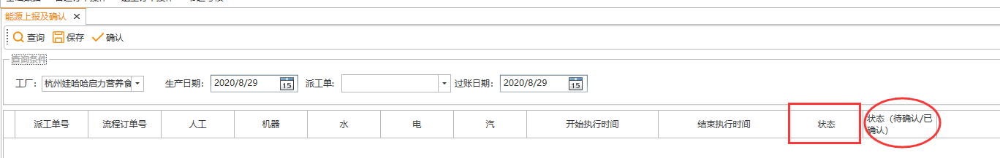 能源上报及确认
查询 保存 确认
查询条件
工厂: 杭州娃哈哈启力营养食 生产日期: 2020/8/29 15 派工单: 过账日期: 2020/8/29 15
派工单号 流程订单号 人工 机器 水 电 汽 开始执行时间 结束执行时间 状态 状态（待确认/已
确认）